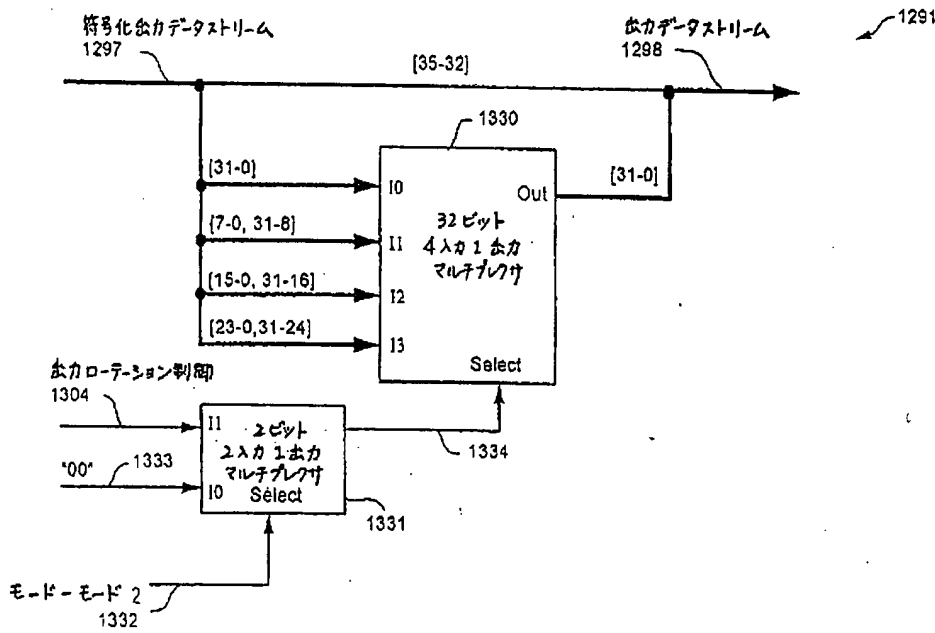 1291
符号化出力データストリーム
1297
出力データストリーム
1298
[35-32]
1330
[31-0]
I0
Out
[31-0]
{7-0, 31-8]
I1
32ビット
4入力1出力
マルチプレクサ
[15-0, 31-16]
I2
[23-0,31-24]
I3
Select
出力ローテーション制御
1304
I1
2ビット
2入力1出力
マルチプレクサ
Select
1334
"00"
1333
I0
1331
モードーモード2
1332